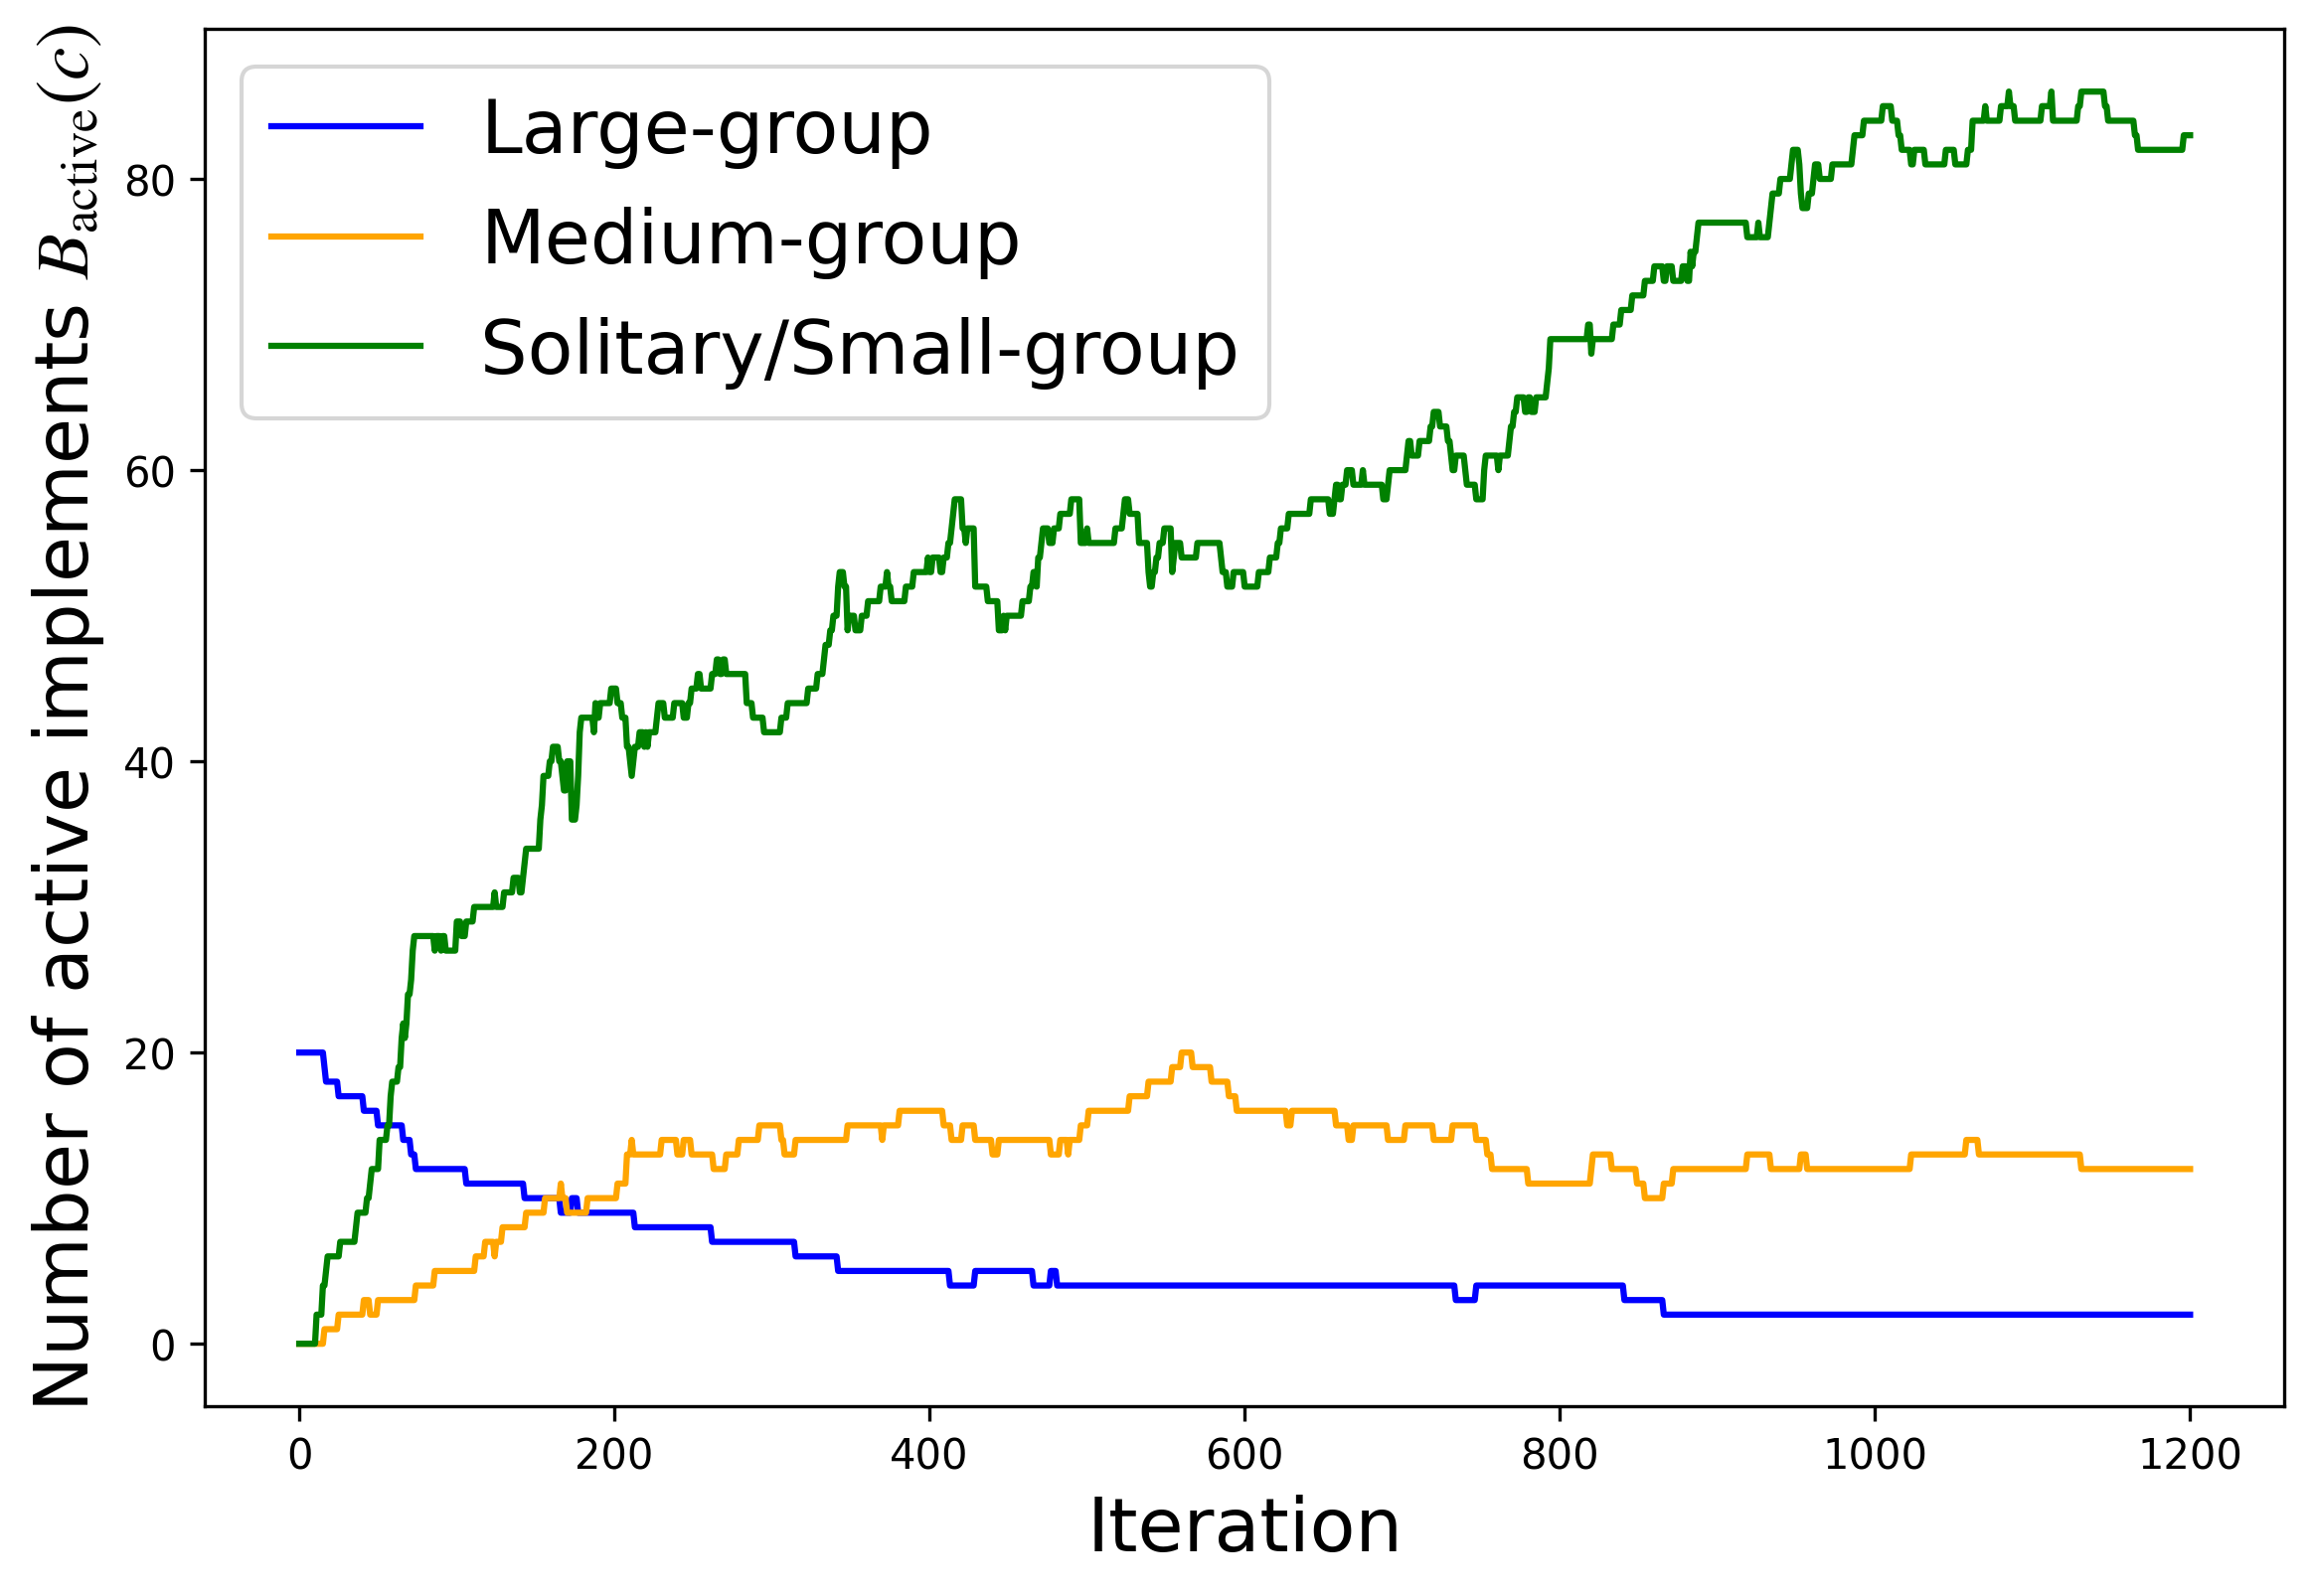 Number of active implements B_active(c)
Large-group
Medium-group
Solitary/Small-group
80
60
40
20
0
0 200 400 600 800 1000 1200
Iteration